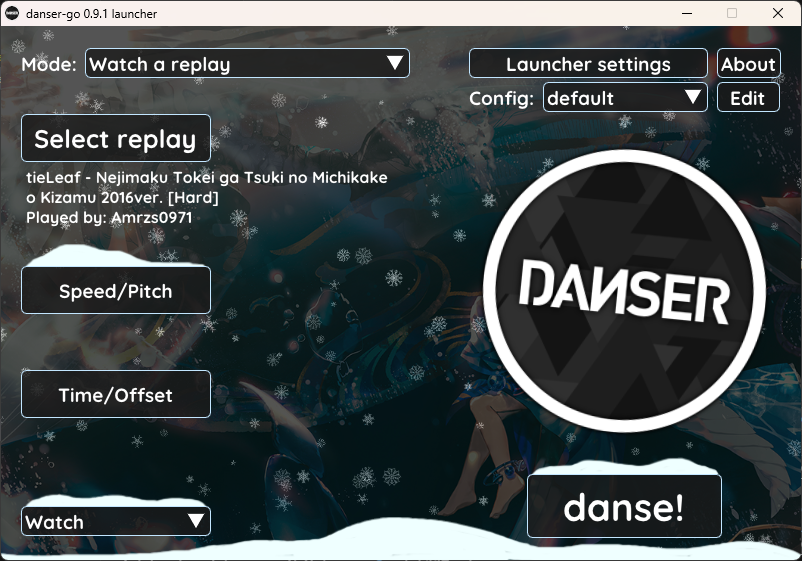 danser-go 0.9.1 launcher
Mode: Watch a replay
Launcher settings
About
Config: default
Edit
Select replay
tieLeaf - Nejimaku Tokei ga Tsuki no Michikake
o Kizamu 2016ver. [Hard]
Played by: Amrzs0971
DANSER
Speed/Pitch
Time/Offset
Watch
danse!